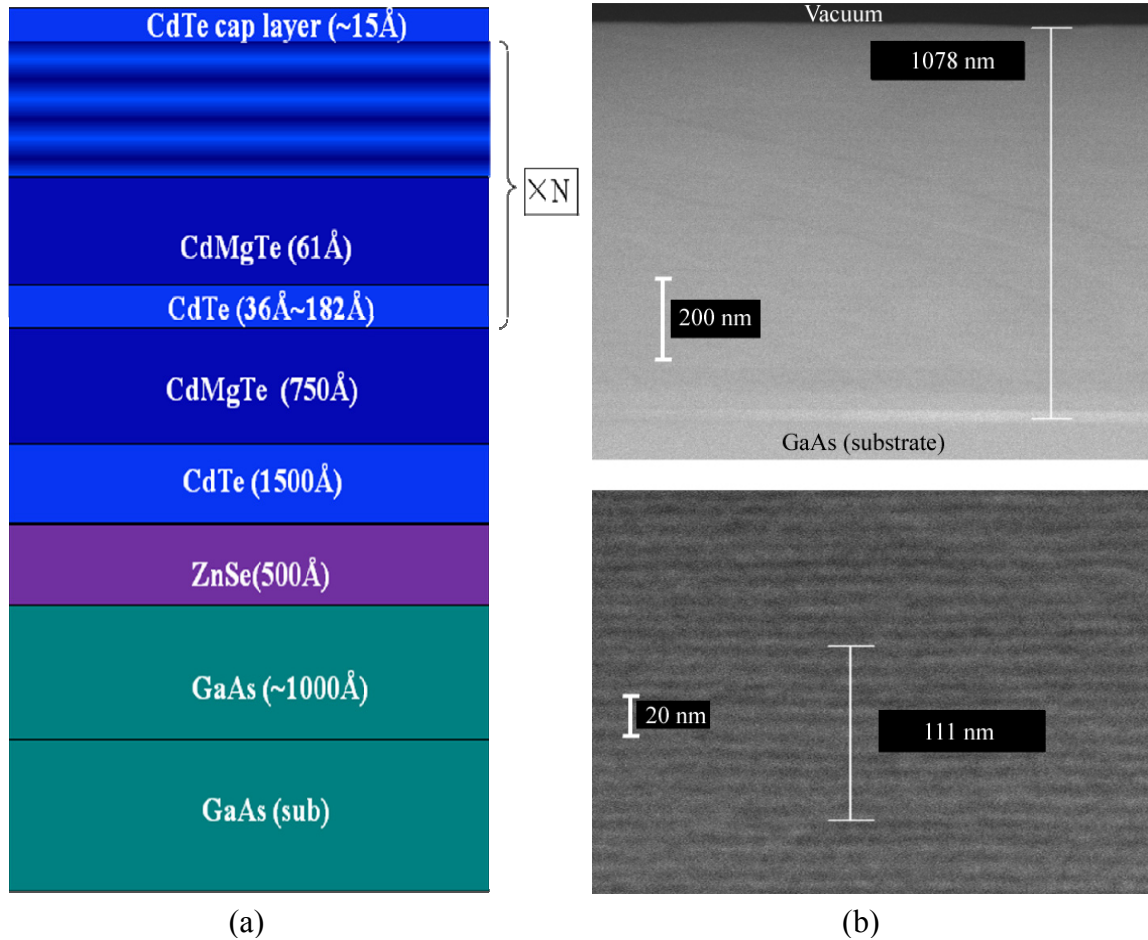 CdTe cap layer (~15Å)
×N
CdMgTe (61Å)
CdTe (36Å~182Å)
CdMgTe (750Å)
CdTe (1500Å)
ZnSe(500Å)
GaAs (~1000Å)
GaAs (sub)
(a)
Vacuum
1078 nm
200 nm
GaAs (substrate)
20 nm
111 nm
(b)